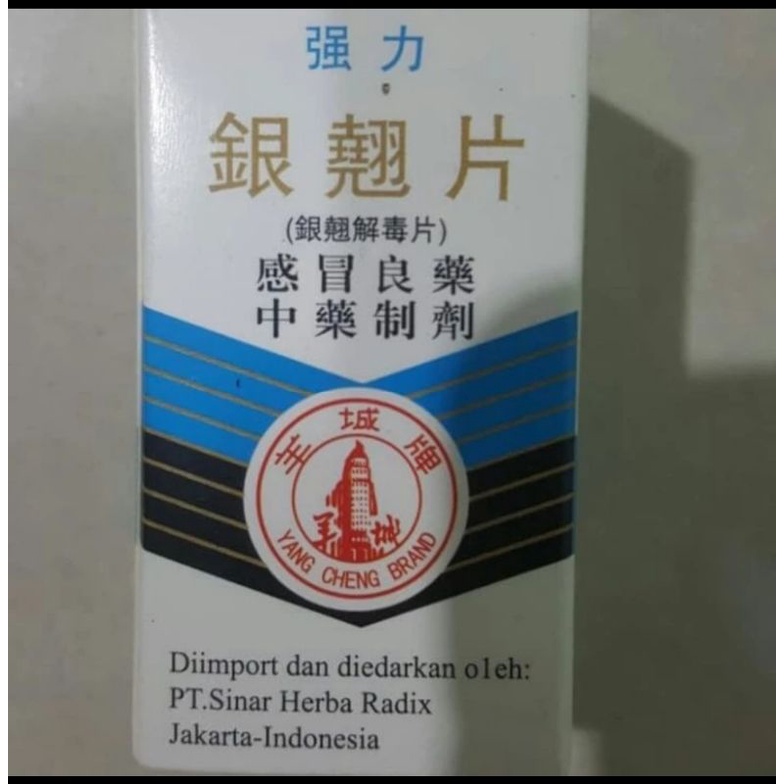 强力
銀翹片
(銀翹解毒片)
感冒良藥
中藥制劑
羊城牌
羊城
YANG CHENG BRAND
Diimport dan diedarkan oleh:
PT.Sinar Herba Radix
Jakarta-Indonesia